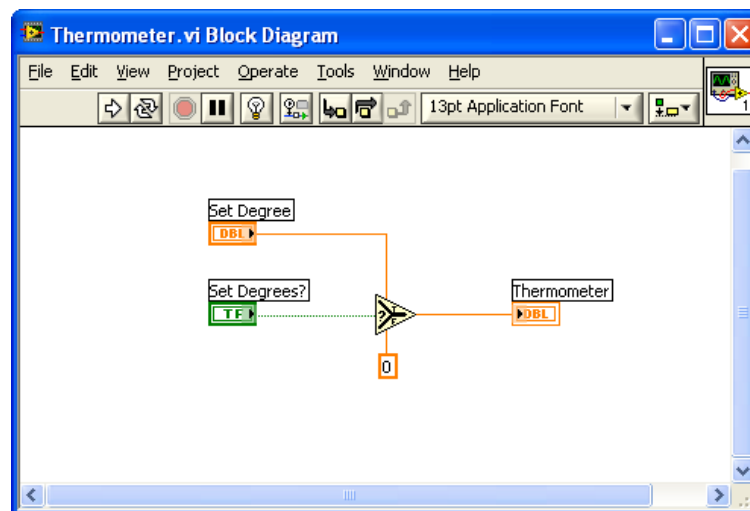 Thermometer.vi Block Diagram
File Edit View Project Operate Tools Window Help
13pt Application Font
1
Set Degree
DBL
Set Degrees?
TF
?
F
Thermometer
DBL
0